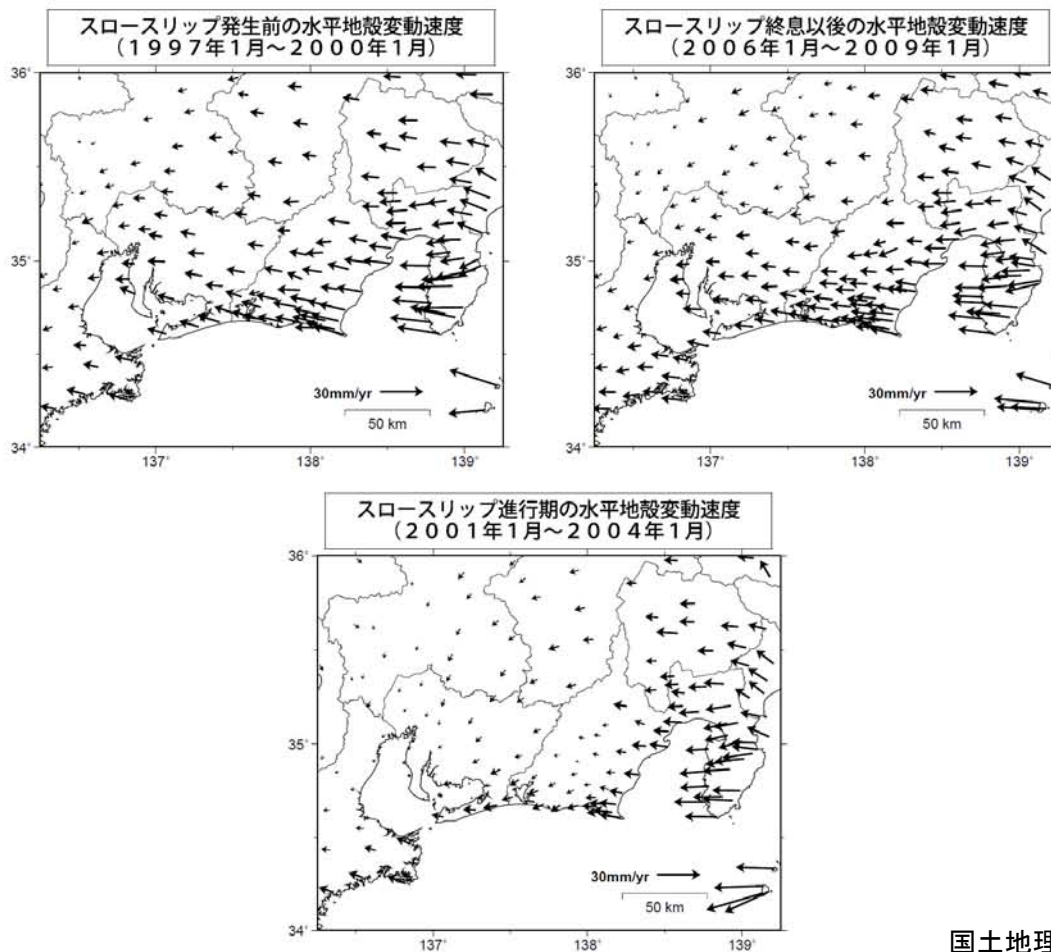 スロースリップ発生前の水平地殻変動速度
（１９９７年１月～２０００年１月）
36°
35°
34°
30mm/yr
50 km
137°
138°
139°
スロースリップ終息以後の水平地殻変動速度
（２００６年１月～２００９年１月）
36°
35°
34°
30mm/yr
50 km
137°
138°
139°
スロースリップ進行期の水平地殻変動速度
（２００１年１月～２００４年１月）
36°
35°
34°
30mm/yr
50 km
137°
138°
139°
国土地理